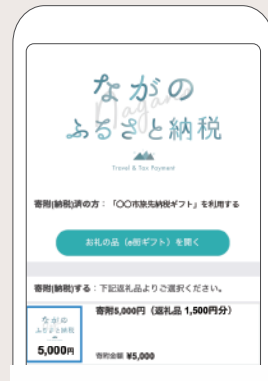 ながの
Nagano
ふるさと納税
Travel & Tax Payment
寄附(納税)済の方：「〇〇市旅先納税ギフト」を利用する
お礼の品（e街ギフト）を開く
寄附(納税)する：下記返礼品よりご選択ください。
寄附5,000円（返礼品 1,500円分）
ながの
ふるさと納税
5,000円
寄附金額 ¥5,000